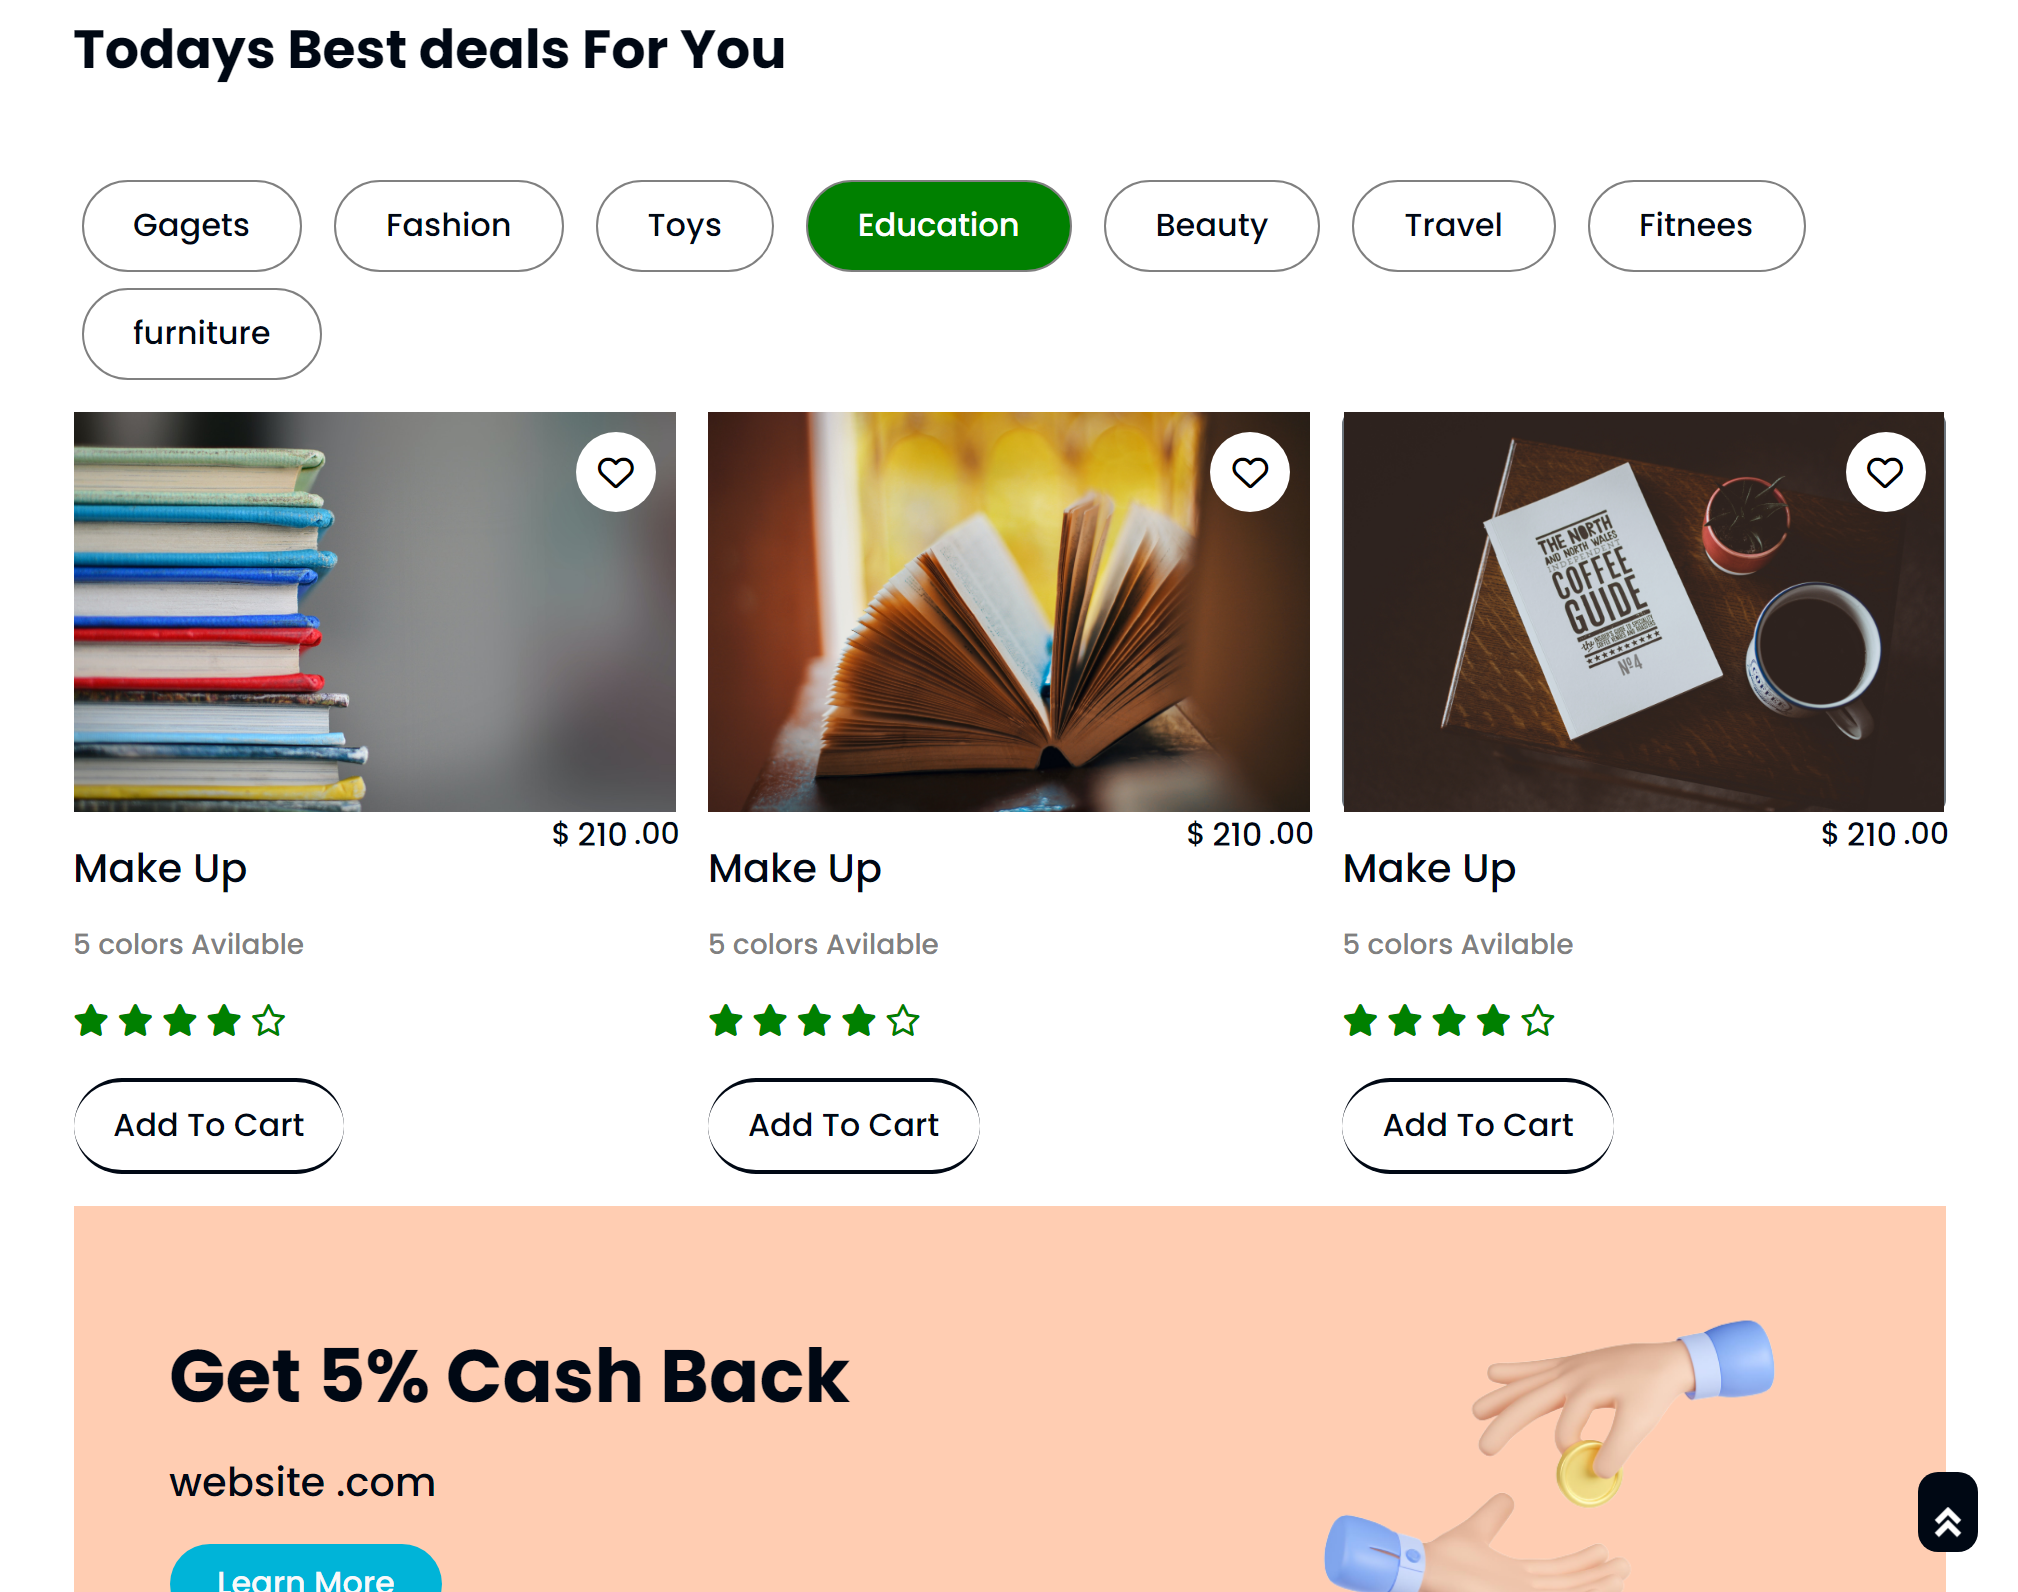 Todays Best deals For You
Gagets Fashion Toys Education Beauty Travel Fitnees
furniture
THE NORTH
AND NORTH WALES
INDEPENDENT
COFFEE
GUIDE
Nº4
$ 210 .00 $ 210 .00 $ 210 .00
Make Up Make Up Make Up
5 colors Avilable 5 colors Avilable 5 colors Avilable
Add To Cart Add To Cart Add To Cart
Get 5% Cash Back
website .com
Learn More